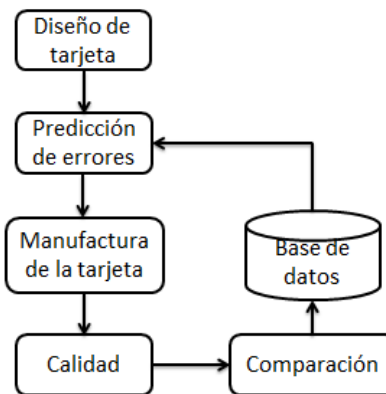 Diseño de
tarjeta
Predicción
de errores
Manufactura
de la tarjeta
Base de
datos
Calidad
Comparación